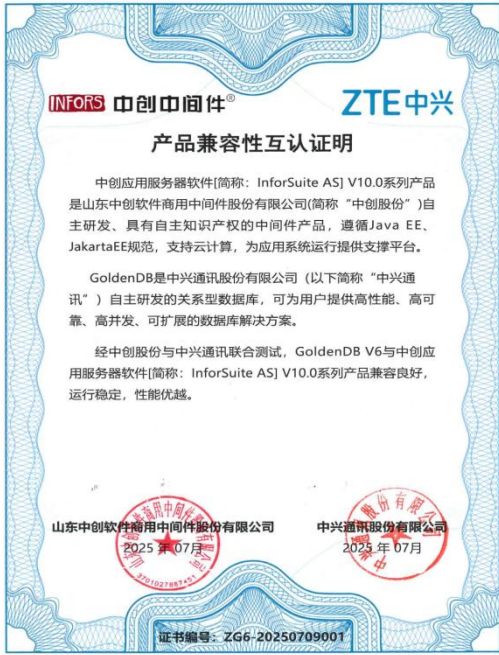 INFORS 中创中间件®
ZTE中兴
产品兼容性互认证明
中创应用服务器软件[简称：InforSuite AS] V10.0系列产品
是山东中创软件商用中间件股份有限公司(简称“中创股份”)自
主研发、具有自主知识产权的中间件产品，遵循Java EE、
JakartaEE规范，支持云计算，为应用系统运行提供支撑平台。
GoldenDB是中兴通讯股份有限公司（以下简称“中兴通
讯”）自主研发的关系型数据库，可为用户提供高性能、高可
靠、高并发、可扩展的数据库解决方案。
经中创股份与中兴通讯联合测试，GoldenDB V6与中创应
用服务器软件[简称：InforSuite AS] V10.0系列产品兼容良好，
运行稳定，性能优越。
山东中创软件商用中间件股份有限公司
2025 年 07月
3701027887451
中兴通讯股份有限公司
2025 年 07月
证书编号：ZG6-20250709001